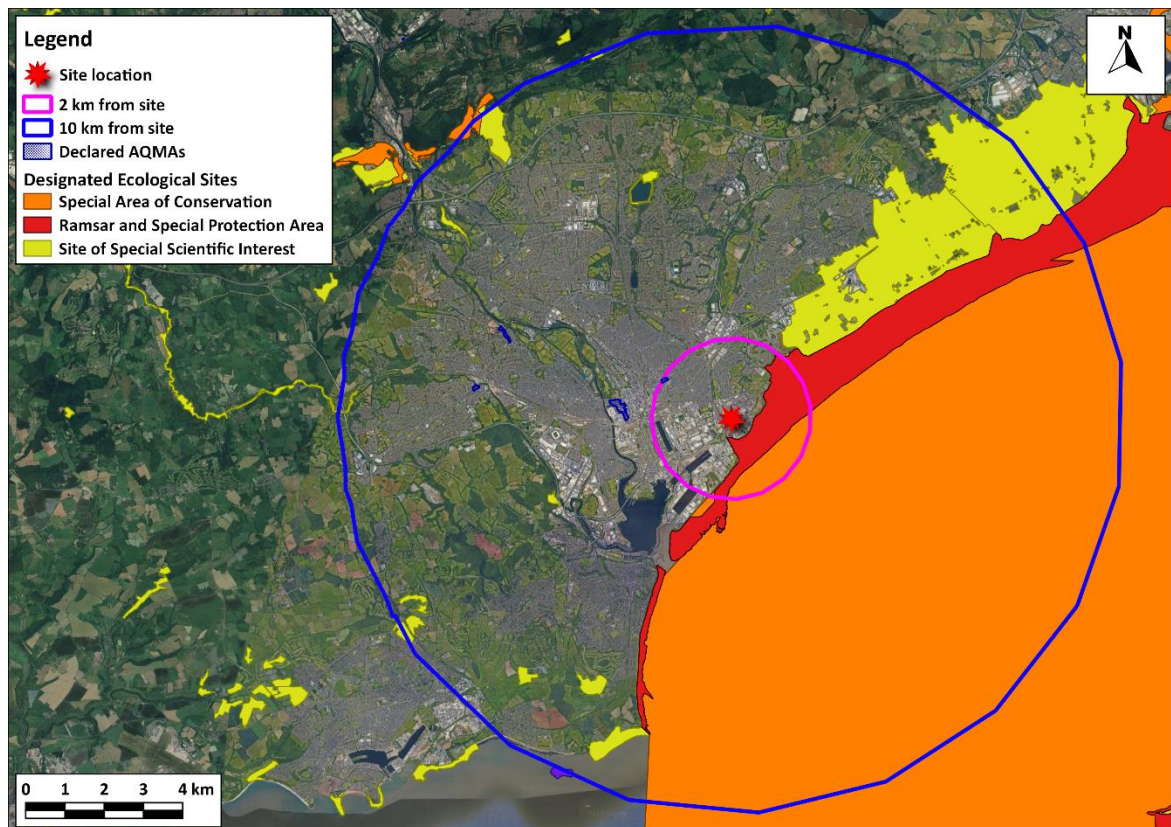 Legend
Site location
2 km from site
10 km from site
Declared AQMAs
Designated Ecological Sites
Special Area of Conservation
Ramsar and Special Protection Area
Site of Special Scientific Interest
N
0 1 2 3 4 km